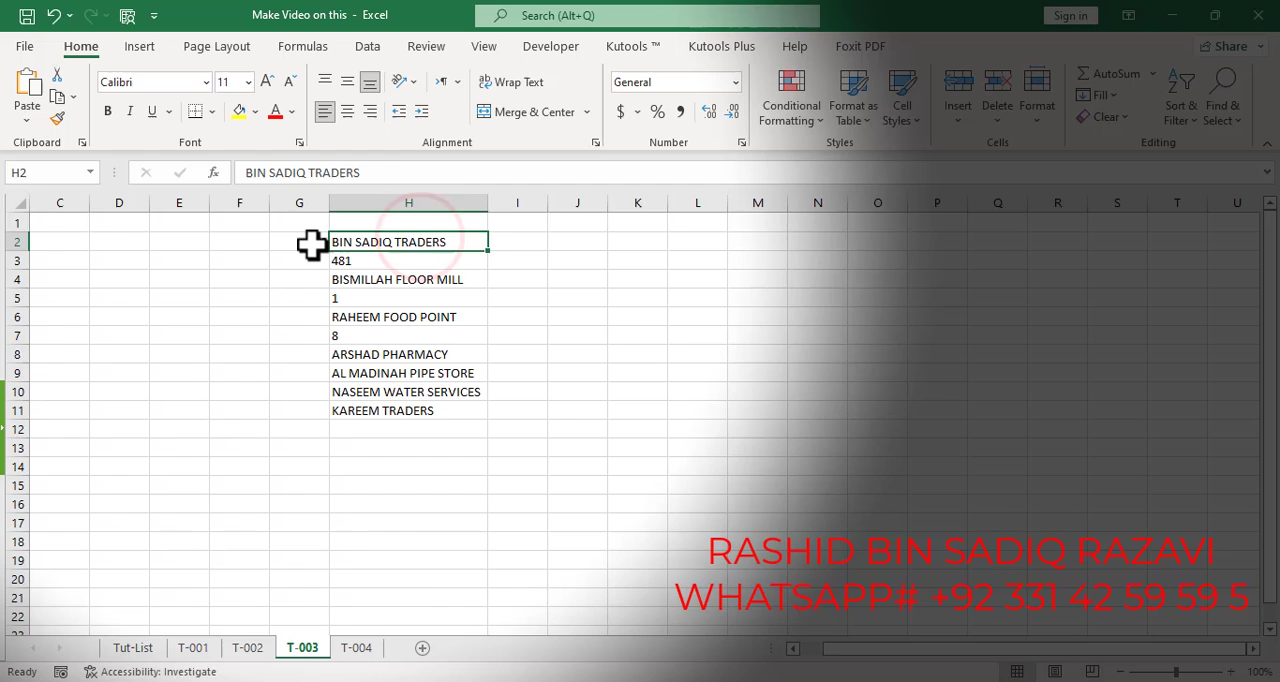 Make Video on this - Excel
Search (Alt+Q)
Sign in
File Home Insert Page Layout Formulas Data Review View Developer Kutools ™ Kutools Plus Help Foxit PDF Share
Paste
Calibri 11
B I U
Wrap Text
Merge & Center
General
$ % ,
Conditional Formatting
Format as Table
Cell Styles
Insert
Delete
Format
AutoSum
Fill
Clear
Sort & Filter
Find & Select
Clipboard Font Alignment Number Styles Cells Editing
H2 fx BIN SADIQ TRADERS
C D E F G H I J K L M N O P Q R S T U
1
2 BIN SADIQ TRADERS
3 481
4 BISMILLAH FLOOR MILL
5 1
6 RAHEEM FOOD POINT
7 8
8 ARSHAD PHARMACY
9 AL MADINAH PIPE STORE
10 NASEEM WATER SERVICES
11 KAREEM TRADERS
12
13
14
15
16
17
18
19
20
21
22
23
RASHID BIN SADIQ RAZAVI
WHATSAPP# +92 331 42 59 59 5
Tut-List T-001 T-002 T-003 T-004
Ready Accessibility: Investigate 100%